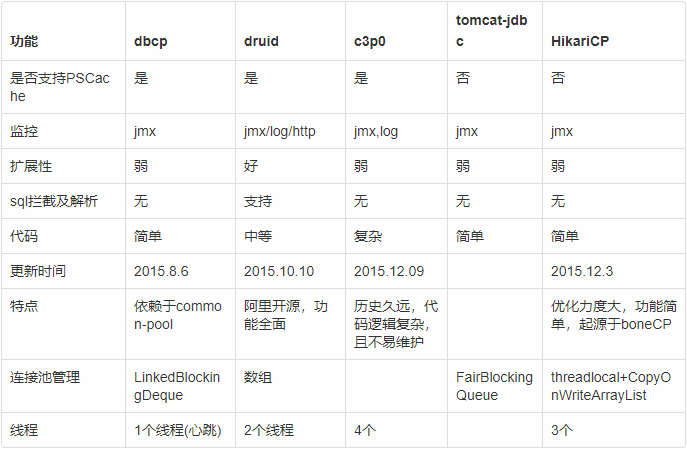 功能 dbcp druid c3p0 tomcat-jdb
c HikariCP
是否支持PSCac
he 是 是 是 否 否
监控 jmx jmx/log/http jmx,log jmx jmx
扩展性 弱 好 弱 弱 弱
sql拦截及解析 无 支持 无 无 无
代码 简单 中等 复杂 简单 简单
更新时间 2015.8.6 2015.10.10 2015.12.09 2015.12.3
特点 依赖于commo
n-pool 阿里开源，功
能全面 历史久远，代
码逻辑复杂，
且不易维护 优化力度大，功能简
单，起源于boneCP
连接池管理 LinkedBlocki
ngDeque 数组 FairBlocking
Queue threadlocal+CopyO
nWriteArrayList
线程 1个线程(心跳) 2个线程 4个 3个